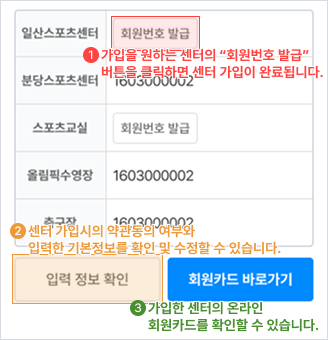 일산스포츠센터 회원번호 발급
1 가입을 원하는 센터의 “회원번호 발급”
버튼을 클릭하면 센터 가입이 완료됩니다.
분당스포츠센터 1603000002
스포츠교실 회원번호 발급
올림픽수영장 1603000002
축구장 1603000002
2 센터 가입시의 약관동의 여부와
입력한 기본정보를 확인 및 수정할 수 있습니다.
입력 정보 확인 회원카드 바로가기
3 가입한 센터의 온라인
회원카드를 확인할 수 있습니다.